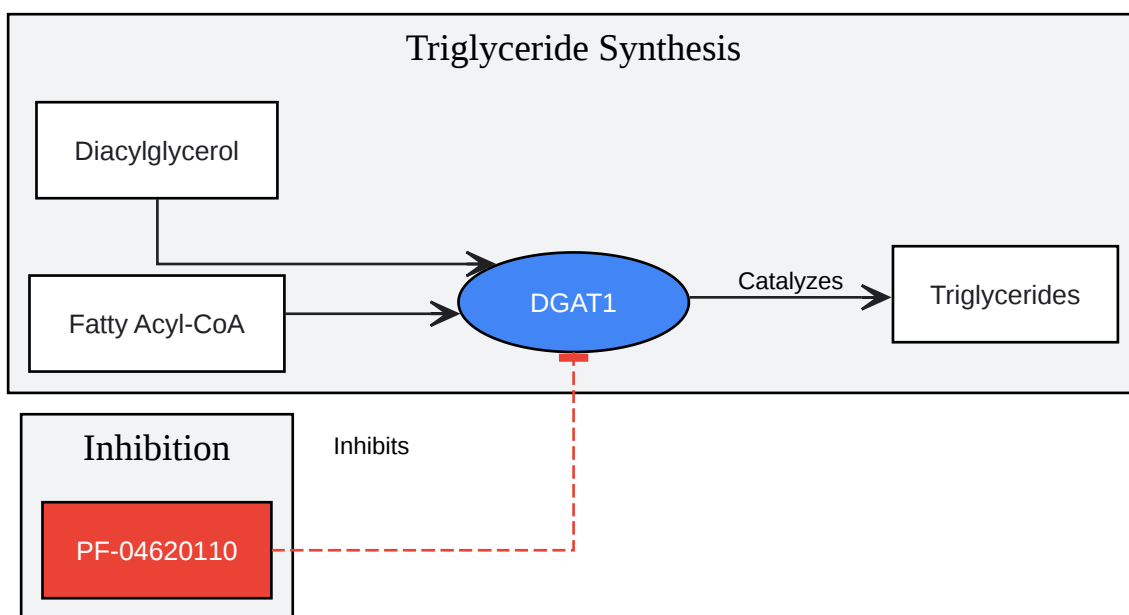 Triglyceride Synthesis
Diacylglycerol
Fatty Acyl-CoA
DGAT1
Catalyzes
Triglycerides
Inhibition
Inhibits
PF-04620110